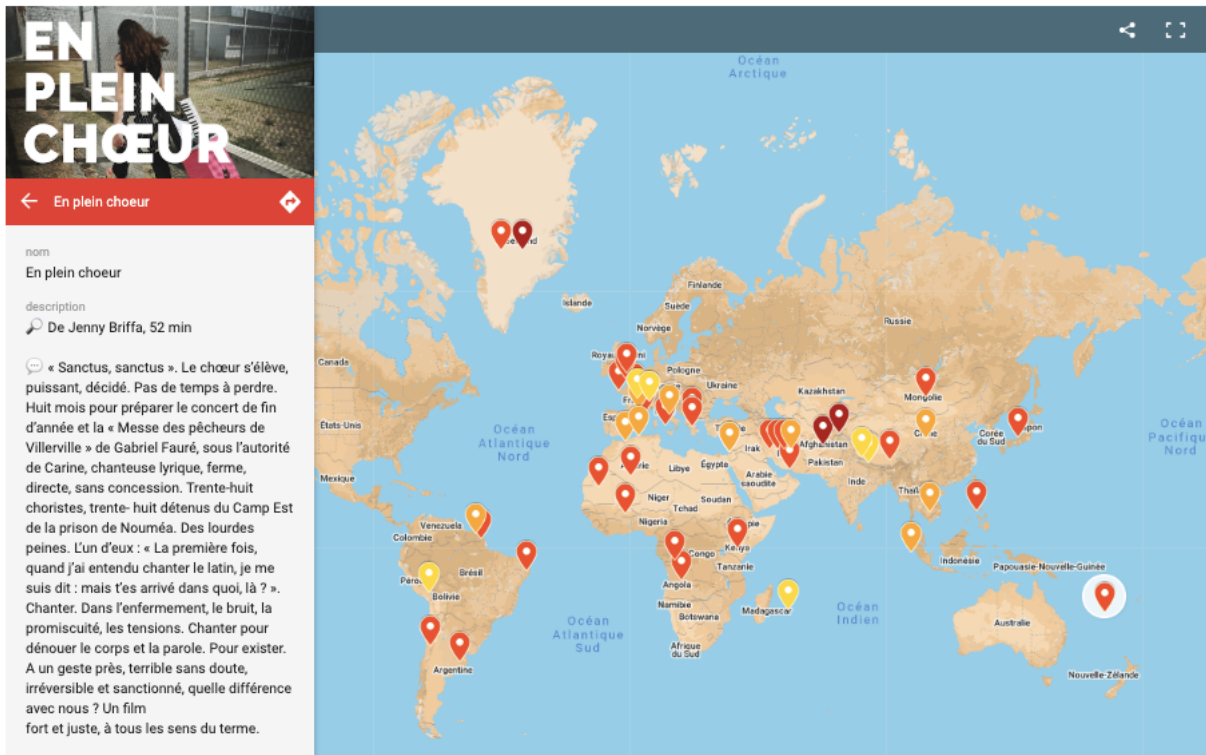 EN
PLEIN
CHŒUR
En plein choeur
nom
En plein choeur
description
🔎 De Jenny Briffa, 52 min
💬 « Sanctus, sanctus ». Le chœur s'élève,
puissant, décidé. Pas de temps à perdre.
Huit mois pour préparer le concert de fin
d'année et la « Messe des pêcheurs de
Villerville » de Gabriel Fauré, sous l'autorité
de Carine, chanteuse lyrique, ferme,
directe, sans concession. Trente-huit
choristes, trente- huit détenus du Camp Est
de la prison de Nouméa. Des lourdes
peines. L'un d'eux : « La première fois,
quand j'ai entendu chanter le latin, je me
suis dit : mais t'es arrivé dans quoi, là ? ».
Chanter. Dans l'enfermement, le bruit, la
promiscuité, les tensions. Chanter pour
dénouer le corps et la parole. Pour exister.
A un geste près, terrible sans doute,
irréversible et sanctionné, quelle différence
avec nous ? Un film
fort et juste, à tous les sens du terme.
Océan
Arctique
Islande
Finlande
Suède
Norvège
Russie
Canada
Pologne
Ukraine
Kazakhstan
Mongolie
États-Unis
Océan
Atlantique
Nord
Irak
Afghanistan
Pakistan
Corée
du Sud
Océan
Pacifique
Nord
Mexique
Libye
Égypte
Arabie
saoudite
Inde
Niger
Soudan
Tchad
Nigeria
Venezuela
Colombie
Congo
Kenya
Tanzanie
Indonésie
Papouasie-Nouvelle-Guinée
Brésil
Bolivie
Angola
Namibie
Botswana
Madagascar
Océan
Indien
Australie
Océan
Atlantique
Sud
Afrique
du Sud
Argentine
Nouvelle-Zélande